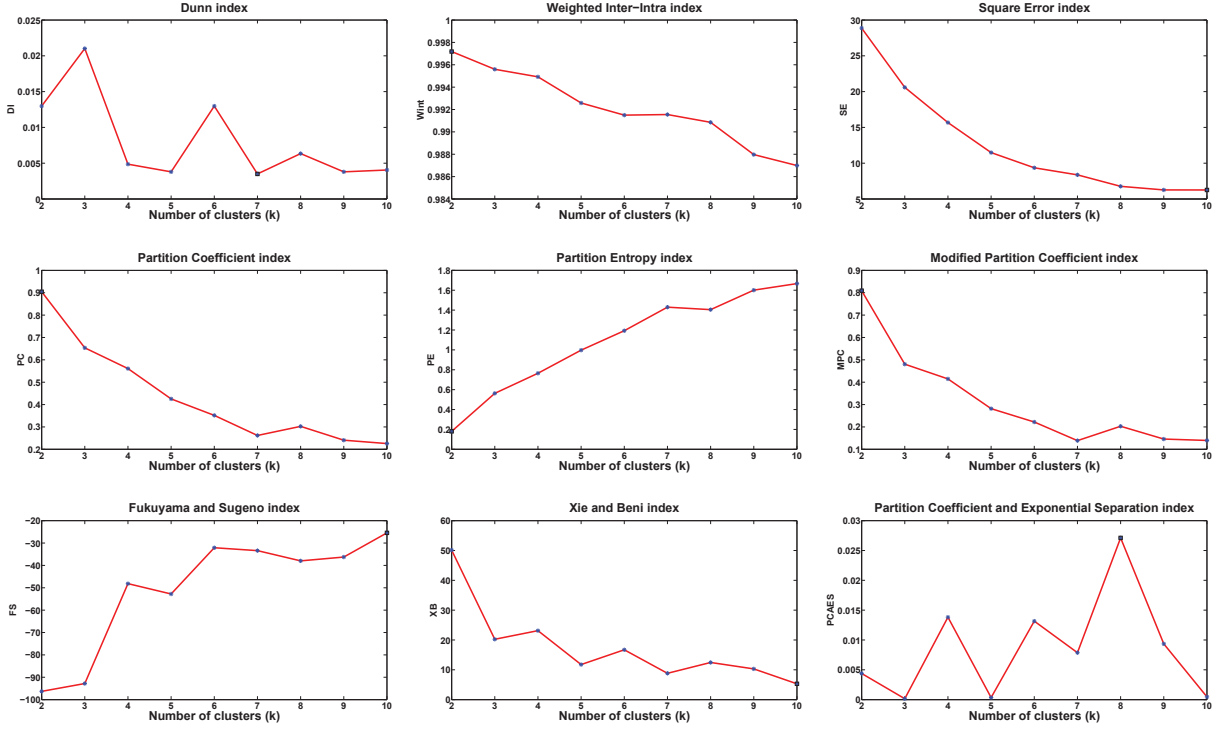 Dunn index
0.025
0.02
0.015
0.01
0.005
0
DI
2 3 4 5 6 7 8 9 10
Number of clusters (k)
Weighted Inter−Intra index
1
0.998
0.996
0.994
0.992
0.99
0.988
0.986
0.984
Wint
2 3 4 5 6 7 8 9 10
Number of clusters (k)
Square Error index
30
25
20
15
10
5
SE
2 3 4 5 6 7 8 9 10
Number of clusters (k)
Partition Coefficient index
1
0.9
0.8
0.7
0.6
0.5
0.4
0.3
0.2
PC
2 3 4 5 6 7 8 9 10
Number of clusters (k)
Partition Entropy index
1.8
1.6
1.4
1.2
1
0.8
0.6
0.4
0.2
0
PE
2 3 4 5 6 7 8 9 10
Number of clusters (k)
Modified Partition Coefficient index
0.9
0.8
0.7
0.6
0.5
0.4
0.3
0.2
0.1
MPC
2 3 4 5 6 7 8 9 10
Number of clusters (k)
Fukuyama and Sugeno index
−20
−30
−40
−50
−60
−70
−80
−90
−100
FS
2 3 4 5 6 7 8 9 10
Number of clusters (k)
Xie and Beni index
60
50
40
30
20
10
0
XB
2 3 4 5 6 7 8 9 10
Number of clusters (k)
Partition Coefficient and Exponential Separation index
0.03
0.025
0.02
0.015
0.01
0.005
0
PCAES
2 3 4 5 6 7 8 9 10
Number of clusters (k)